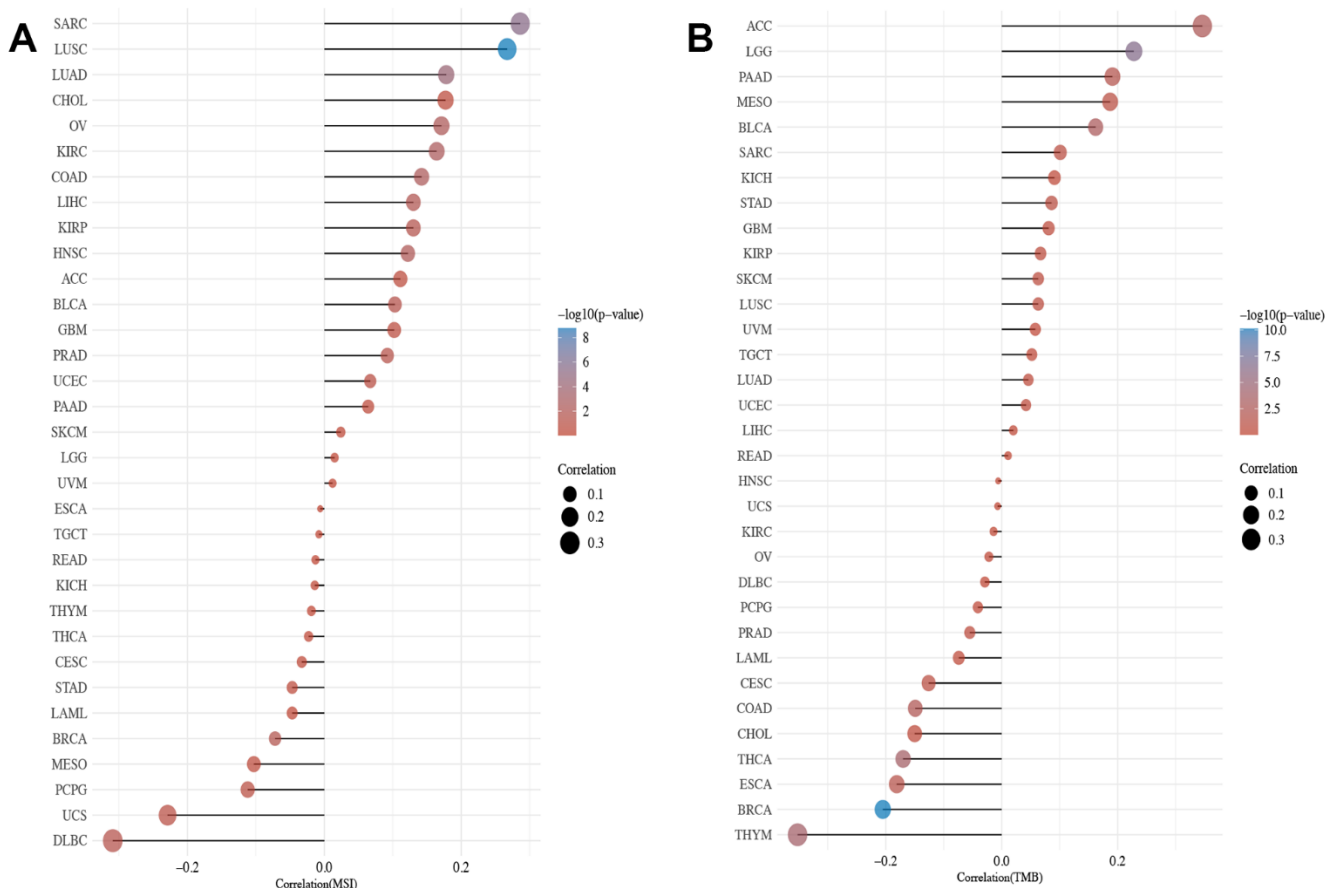 A
SARC
LUSC
LUAD
CHOL
OV
KIRC
COAD
LIHC
KIRP
HNSC
ACC
BLCA
GBM
PRAD
UCEC
PAAD
SKCM
LGG
UVM
ESCA
TGCT
READ
KICH
THYM
THCA
CESC
STAD
LAML
BRCA
MESO
PCPG
UCS
DLBC
−0.2 0.0 0.2
Correlation(MSI)
−log10(p−value)
8
6
4
2
Correlation
0.1
0.2
0.3
B
ACC
LGG
PAAD
MESO
BLCA
SARC
KICH
STAD
GBM
KIRP
SKCM
LUSC
UVM
TGCT
LUAD
UCEC
LIHC
READ
HNSC
UCS
KIRC
OV
DLBC
PCPG
PRAD
LAML
CESC
COAD
CHOL
THCA
ESCA
BRCA
THYM
−0.2 0.0 0.2
Correlation(TMB)
−log10(p−value)
10.0
7.5
5.0
2.5
Correlation
0.1
0.2
0.3